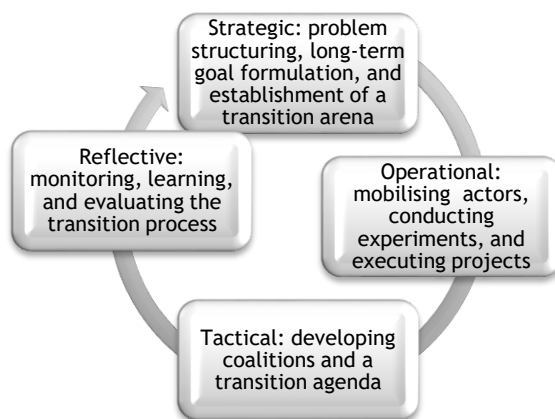 Strategic: problem
structuring, long-term
goal formulation, and
establishment of a
transition arena
Operational:
mobilising actors,
conducting
experiments, and
executing projects
Tactical: developing
coalitions and a
transition agenda
Reflective:
monitoring, learning,
and evaluating the
transition process